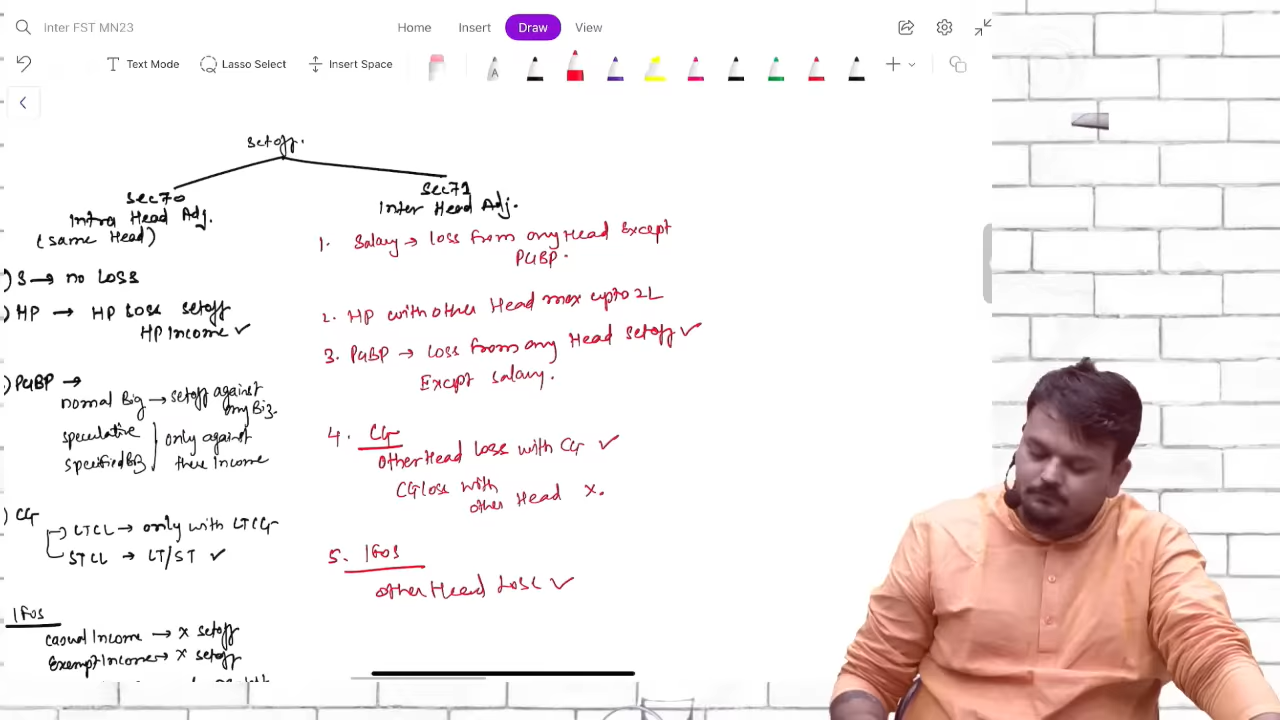 Inter FST MN23
Home
Insert
Draw
View
Text Mode
Lasso Select
Insert Space
A
setoff.
Sec70
Intra Head Adj.
(same Head)
) S → no Loss
) HP → HP Loss setoff
HP Income ✓
) PGBP →
normal Biz → setoff against
any Biz.
speculative
specified Biz
only against
these Income
) CG
LTCL → only with LTCG
STCL → LT/ST ✓
IFOS
casual Income → x setoff
Exempt Income → x setoff
Sec71
Inter Head Adj.
1. Salary → loss from any Head Except
PGBP.
2. HP with other Head max upto 2L
3. PGBP → loss from any Head setoff ✓
Except salary.
4. CG
other Head Loss with CG ✓
CG loss with
other Head x.
5. IFOS
other Head Loss ✓